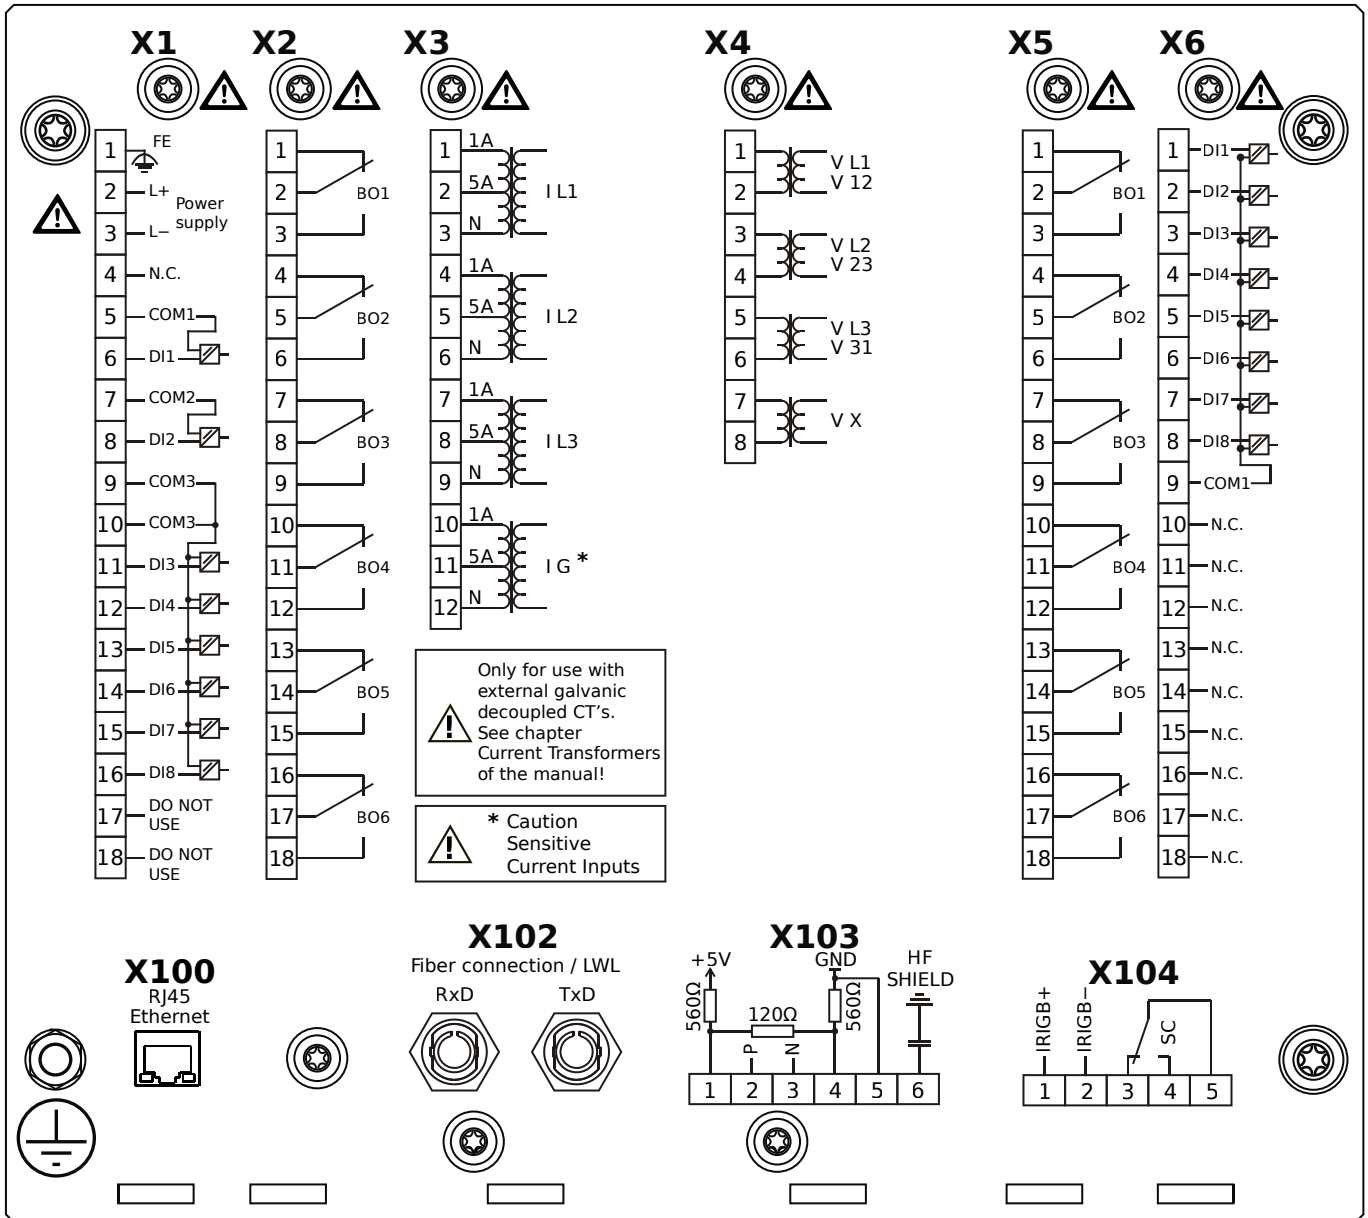 X1
X2
X3
X4
X5
X6
1 FE
2 L+
Power
supply
3 L−
4 N.C.
5 COM1
6 DI1
7 COM2
8 DI2
9 COM3
10 COM3
11 DI3
12 DI4
13 DI5
14 DI6
15 DI7
16 DI8
17 DO NOT
USE
18 DO NOT
USE
1
2 BO1
3
4
5 BO2
6
7
8 BO3
9
10
11 BO4
12
13
14 BO5
15
16
17 BO6
18
1 1A
2 5A I L1
3 N
4 1A
5 5A I L2
6 N
7 1A
8 5A I L3
9 N
10 1A
11 5A I G *
12 N
Only for use with
external galvanic
decoupled CT's.
See chapter
Current Transformers
of the manual!
* Caution
Sensitive
Current Inputs
1 V L1
2 V 12
3 V L2
4 V 23
5 V L3
6 V 31
7 V X
8
1
2 BO1
3
4
5 BO2
6
7
8 BO3
9
10
11 BO4
12
13
14 BO5
15
16
17 BO6
18
1 DI1
2 DI2
3 DI3
4 DI4
5 DI5
6 DI6
7 DI7
8 DI8
9 COM1
10 N.C.
11 N.C.
12 N.C.
13 N.C.
14 N.C.
15 N.C.
16 N.C.
17 N.C.
18 N.C.
X100
RJ45
Ethernet
X102
Fiber connection / LWL
RxD TxD
X103
+5V GND HF
SHIELD
560Ω 120Ω 560Ω
P N
1 2 3 4 5 6
X104
IRIGB+ IRIGB− SC
1 2 3 4 5